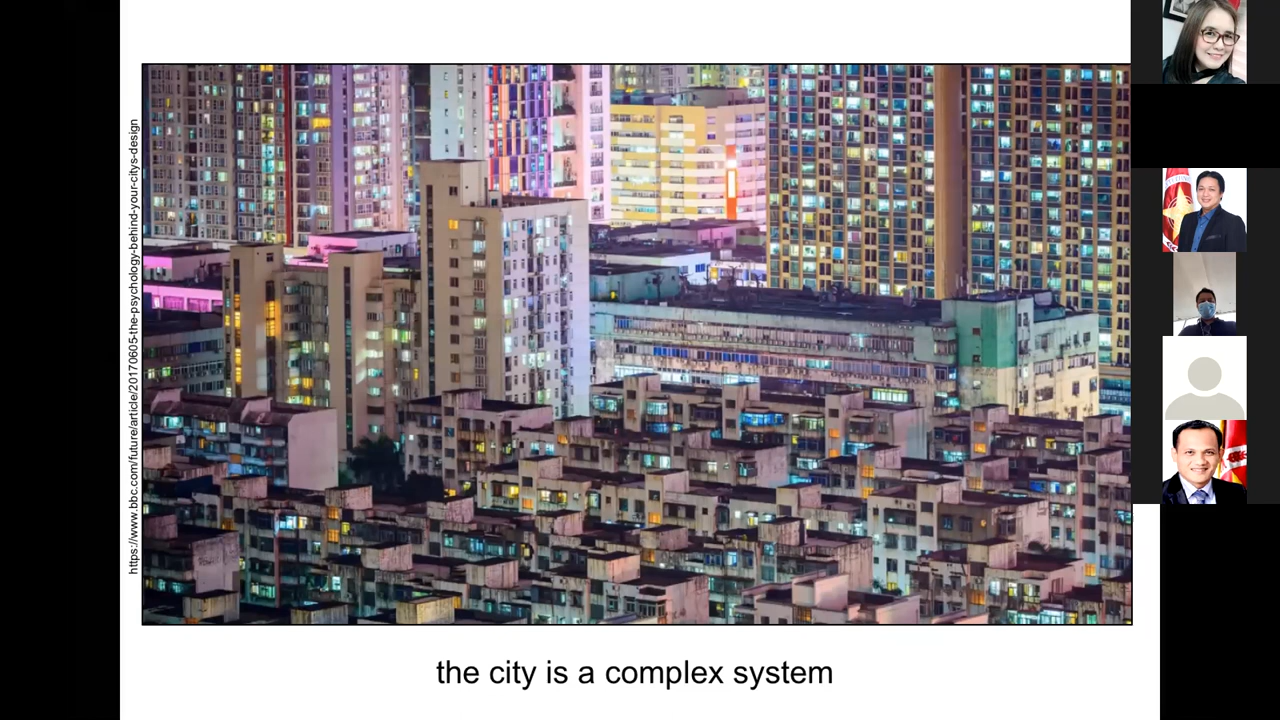 https://www.bbc.com/future/article/20170605-the-psychology-behind-your-citys-design
the city is a complex system